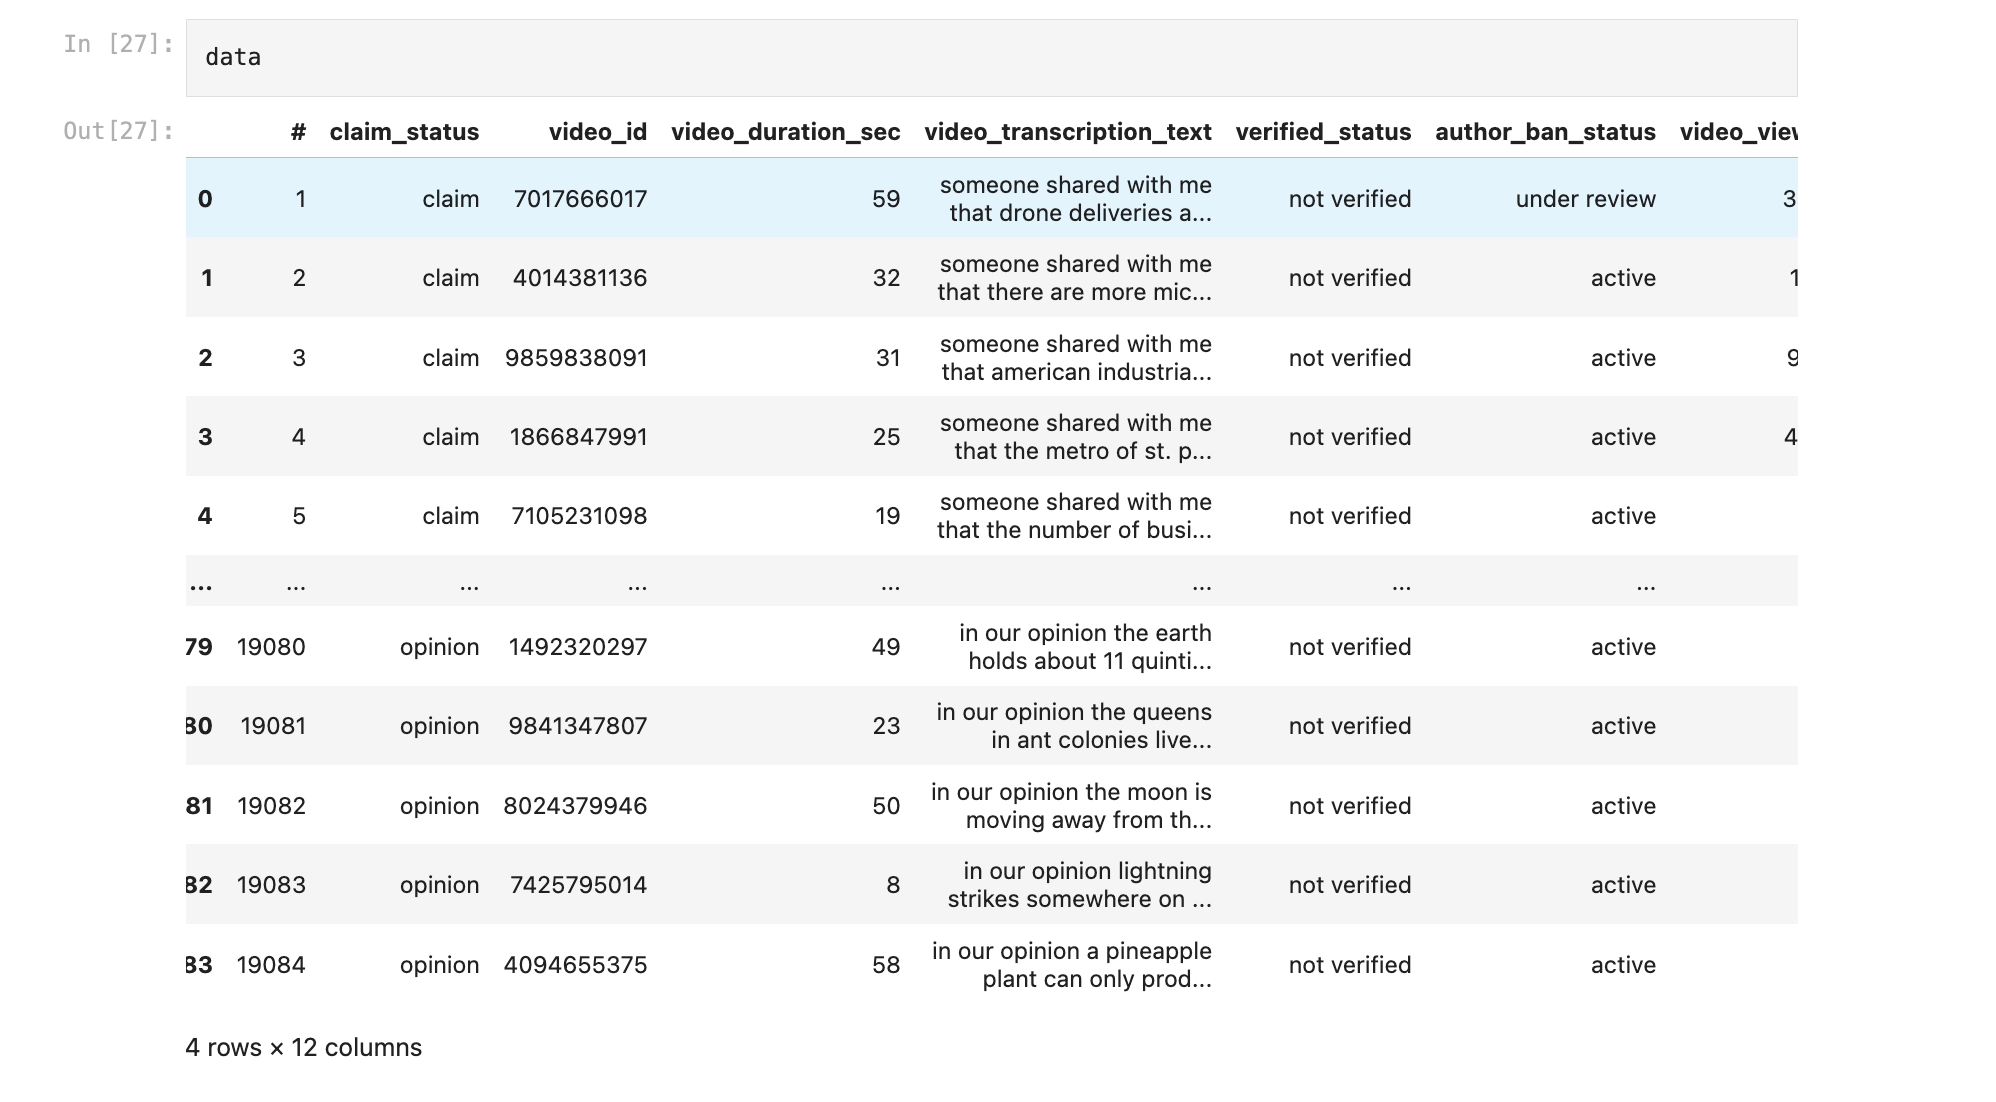 In [27]:
data
Out[27]:
# claim_status video_id video_duration_sec video_transcription_text verified_status author_ban_status
0 1 claim 7017666017 59 someone shared with me that drone deliveries a... not verified under review 3
1 2 claim 4014381136 32 someone shared with me that there are more mic... not verified active 1
2 3 claim 9859838091 31 someone shared with me that american industria... not verified active 9
3 4 claim 1866847991 25 someone shared with me that the metro of st. p... not verified active 4
4 5 claim 7105231098 19 someone shared with me that the number of busi... not verified active
... ... ... ... ... ... ... ...
79 19080 opinion 1492320297 49 in our opinion the earth holds about 11 quinti... not verified active
80 19081 opinion 9841347807 23 in our opinion the queens in ant colonies live... not verified active
81 19082 opinion 8024379946 50 in our opinion the moon is moving away from th... not verified active
82 19083 opinion 7425795014 8 in our opinion lightning strikes somewhere on ... not verified active
83 19084 opinion 4094655375 58 in our opinion a pineapple plant can only prod... not verified active
4 rows × 12 columns